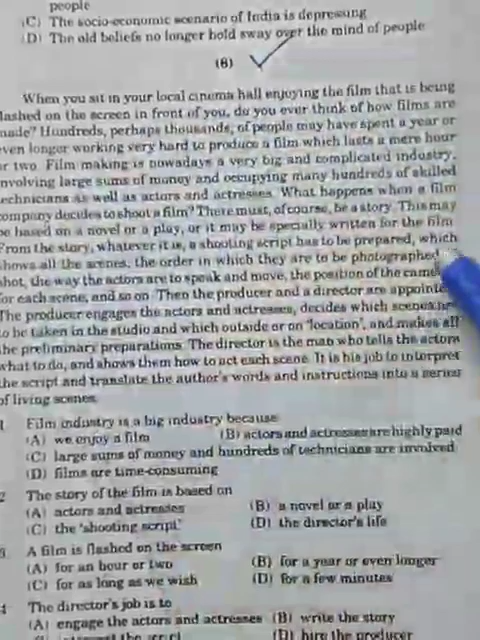 people
(C) The socio-economic scenario of India is depressing
(D) The old beliefs no longer hold sway over the mind of people
(6)
When you sit in your local cinema hall enjoying the film that is being
lashed on the screen in front of you, do you ever think of how films are
nade? Hundreds, perhaps thousands, of people may have spent a year or
even longer working very hard to produce a film which lasts a mere hour
or two. Film making is nowadays a very big and complicated industry,
nvolving large sums of money and occupying many hundreds of skilled
echnicians as well as actors and actresses. What happens when a film
company decides to shoot a film? There must, of course, be a story. This may
be based on a novel or a play, or it may be specially written for the film.
From the story, whatever it is, a shooting script has to be prepared, which
shows all the scenes, the order in which they are to be photographed
shot, the way the actors are to speak and move, the position of the came
for each scene, and so on. Then the producer and a director are appointe
The producer engages the actors and actresses, decides which scenes are
to be taken in the studio and which outside or on 'location', and makes all
the preliminary preparations. The director is the man who tells the actors
what to do, and shows them how to act each scene. It is his job to interpret
the script and translate the author's words and instructions into a series
of living scenes.
1 Film industry is a big industry because
(A) we enjoy a film (B) actors and actresses are highly paid
(C) large sums of money and hundreds of technicians are involved
(D) films are time-consuming
2 The story of the film is based on
(A) actors and actresses (B) a novel or a play
(C) the 'shooting script' (D) the director's life
3 A film is flashed on the screen
(A) for an hour or two (B) for a year or even longer
(C) for as long as we wish (D) for a few minutes
4 The director's job is to
(A) engage the actors and actresses (B) write the story
(D) hire the producer